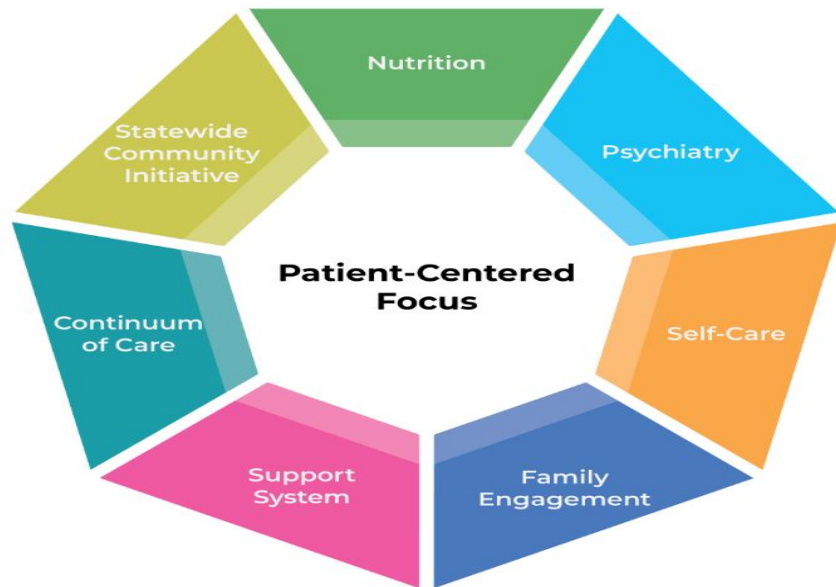 Nutrition
Psychiatry
Self-Care
Family
Engagement
Support
System
Continuum
of Care
Statewide
Community
Initiative
Patient-Centered
Focus